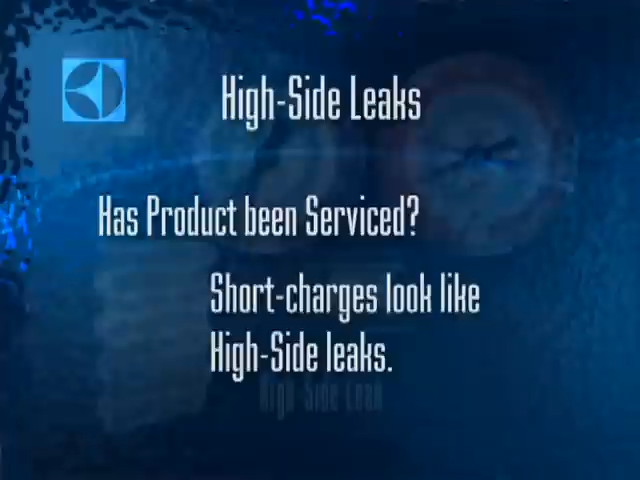 High-Side Leaks
Has Product been Serviced?
Short-charges look like
High-Side leaks.
High Side Leak